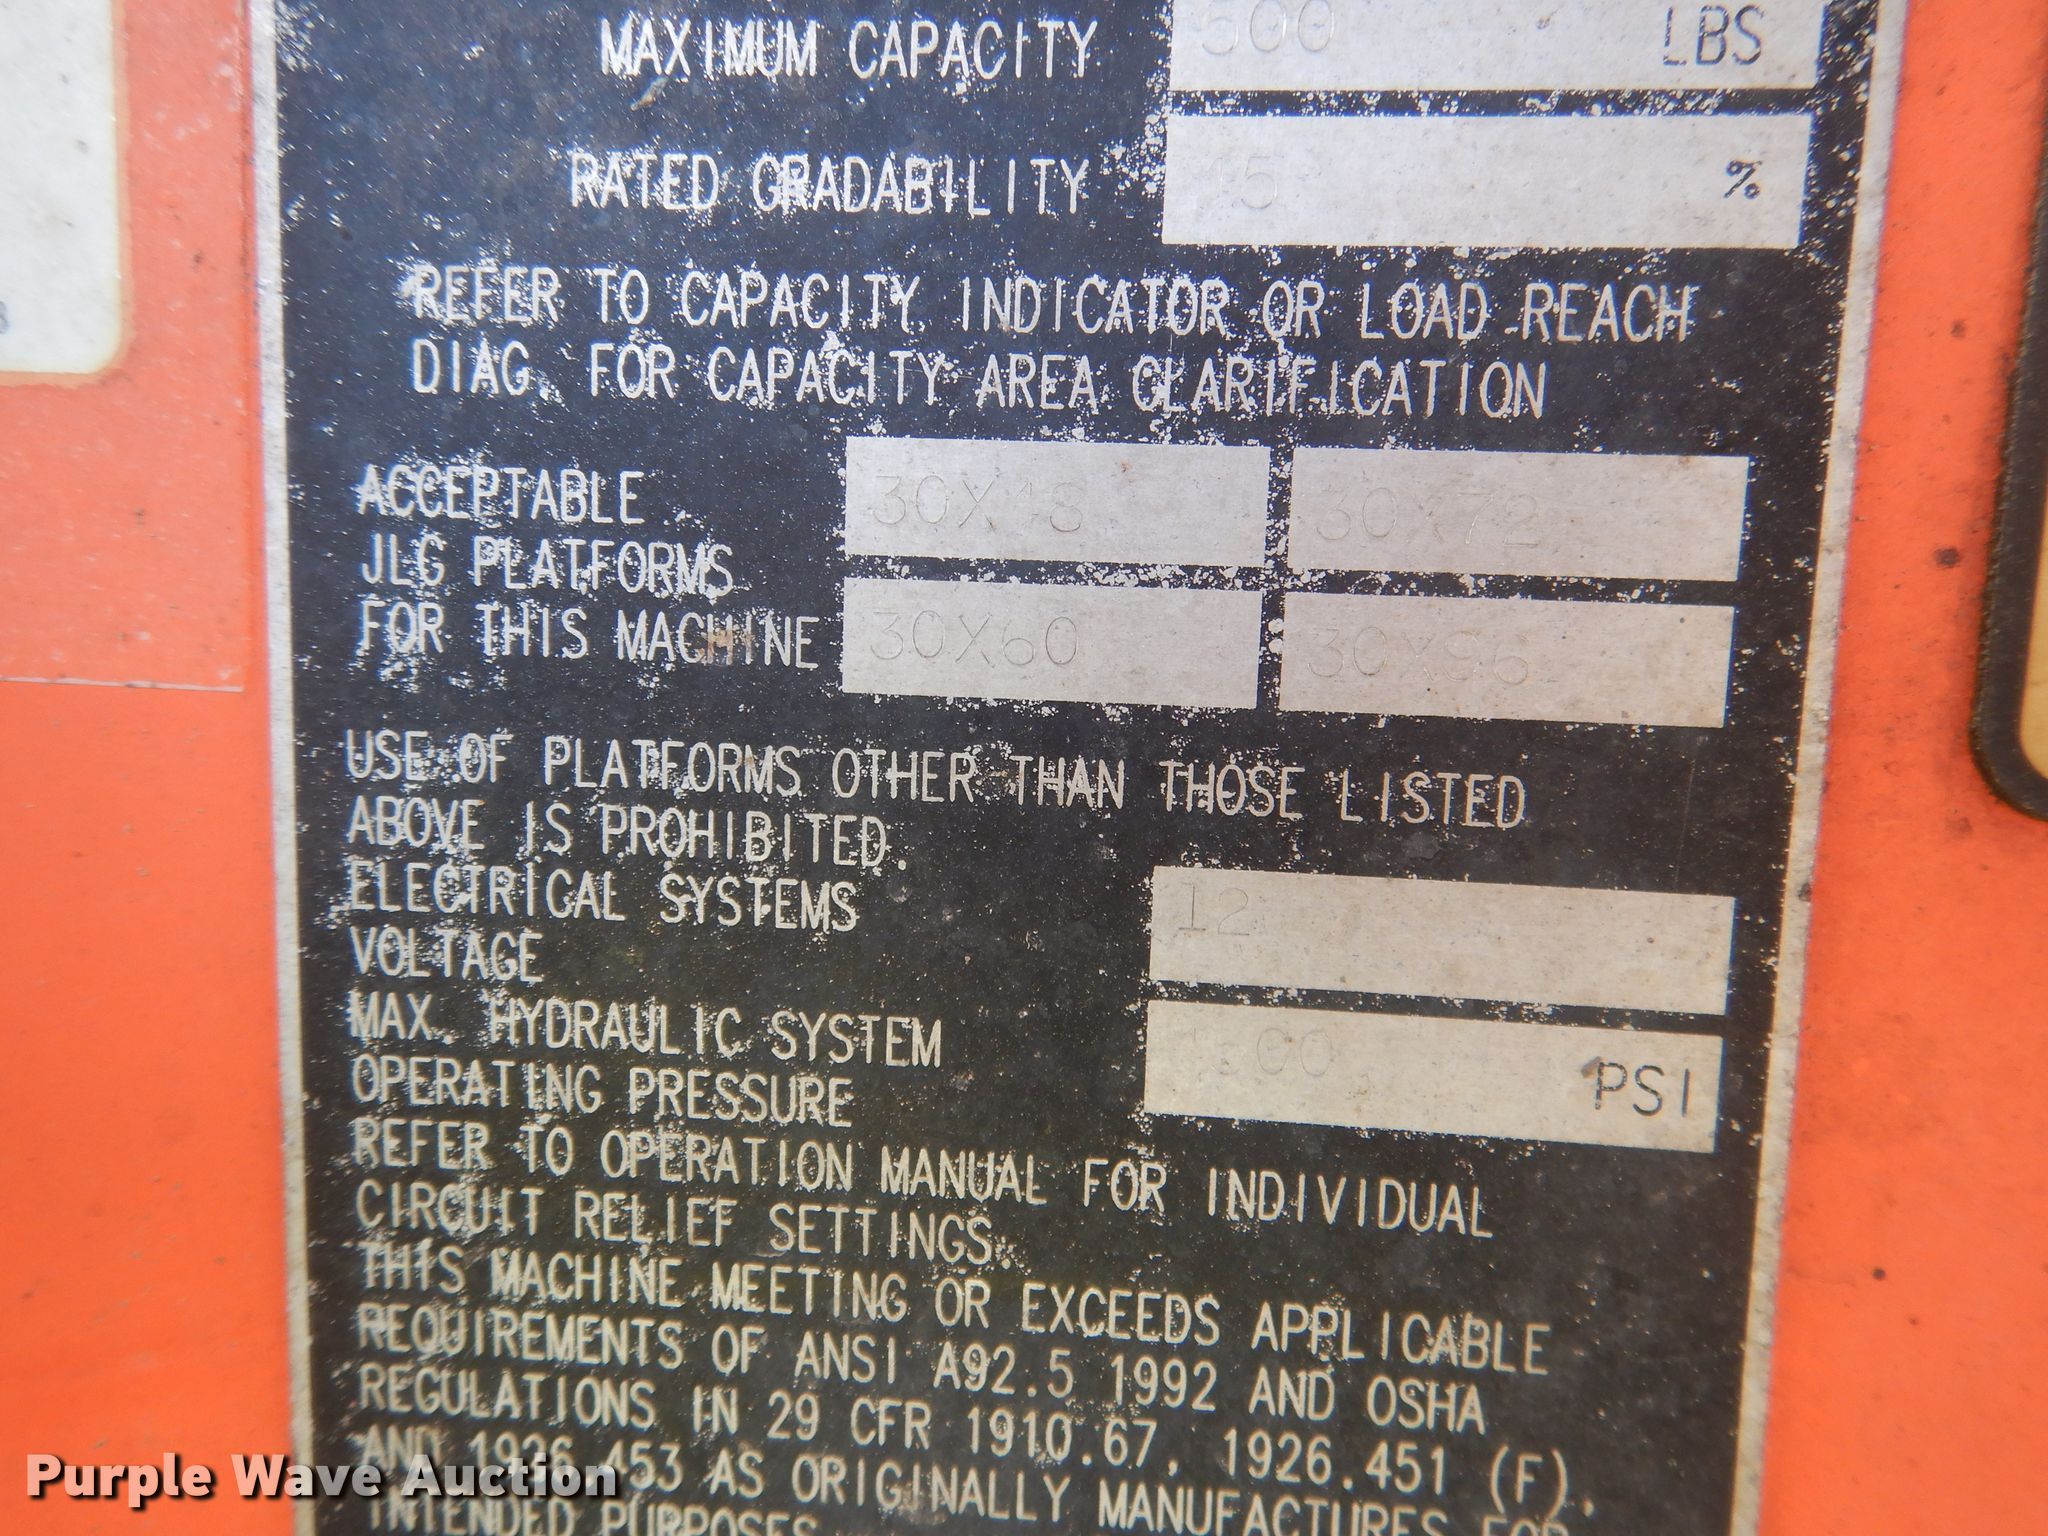 MAXIMUM CAPACITY 500 LBS
RATED GRADABILITY 45 %
REFER TO CAPACITY INDICATOR OR LOAD REACH
DIAG. FOR CAPACITY AREA CLARIFICATION
ACCEPTABLE 30X48 30X72
JLG PLATFORMS
FOR THIS MACHINE 30X60 30X96
USE OF PLATFORMS OTHER THAN THOSE LISTED
ABOVE IS PROHIBITED.
ELECTRICAL SYSTEMS 12
VOLTAGE
MAX. HYDRAULIC SYSTEM
OPERATING PRESSURE PSI
REFER TO OPERATION MANUAL FOR INDIVIDUAL
CIRCUIT RELIEF SETTINGS.
THIS MACHINE MEETING OR EXCEEDS APPLICABLE
REQUIREMENTS OF ANSI A92.5 1992 AND OSHA
REGULATIONS IN 29 CFR 1910.67, 1926.451 (F),
AND 1926.453 AS ORIGINALLY MANUFACTURES FOR
INTENDED PURPOSES
Purple Wave Auction